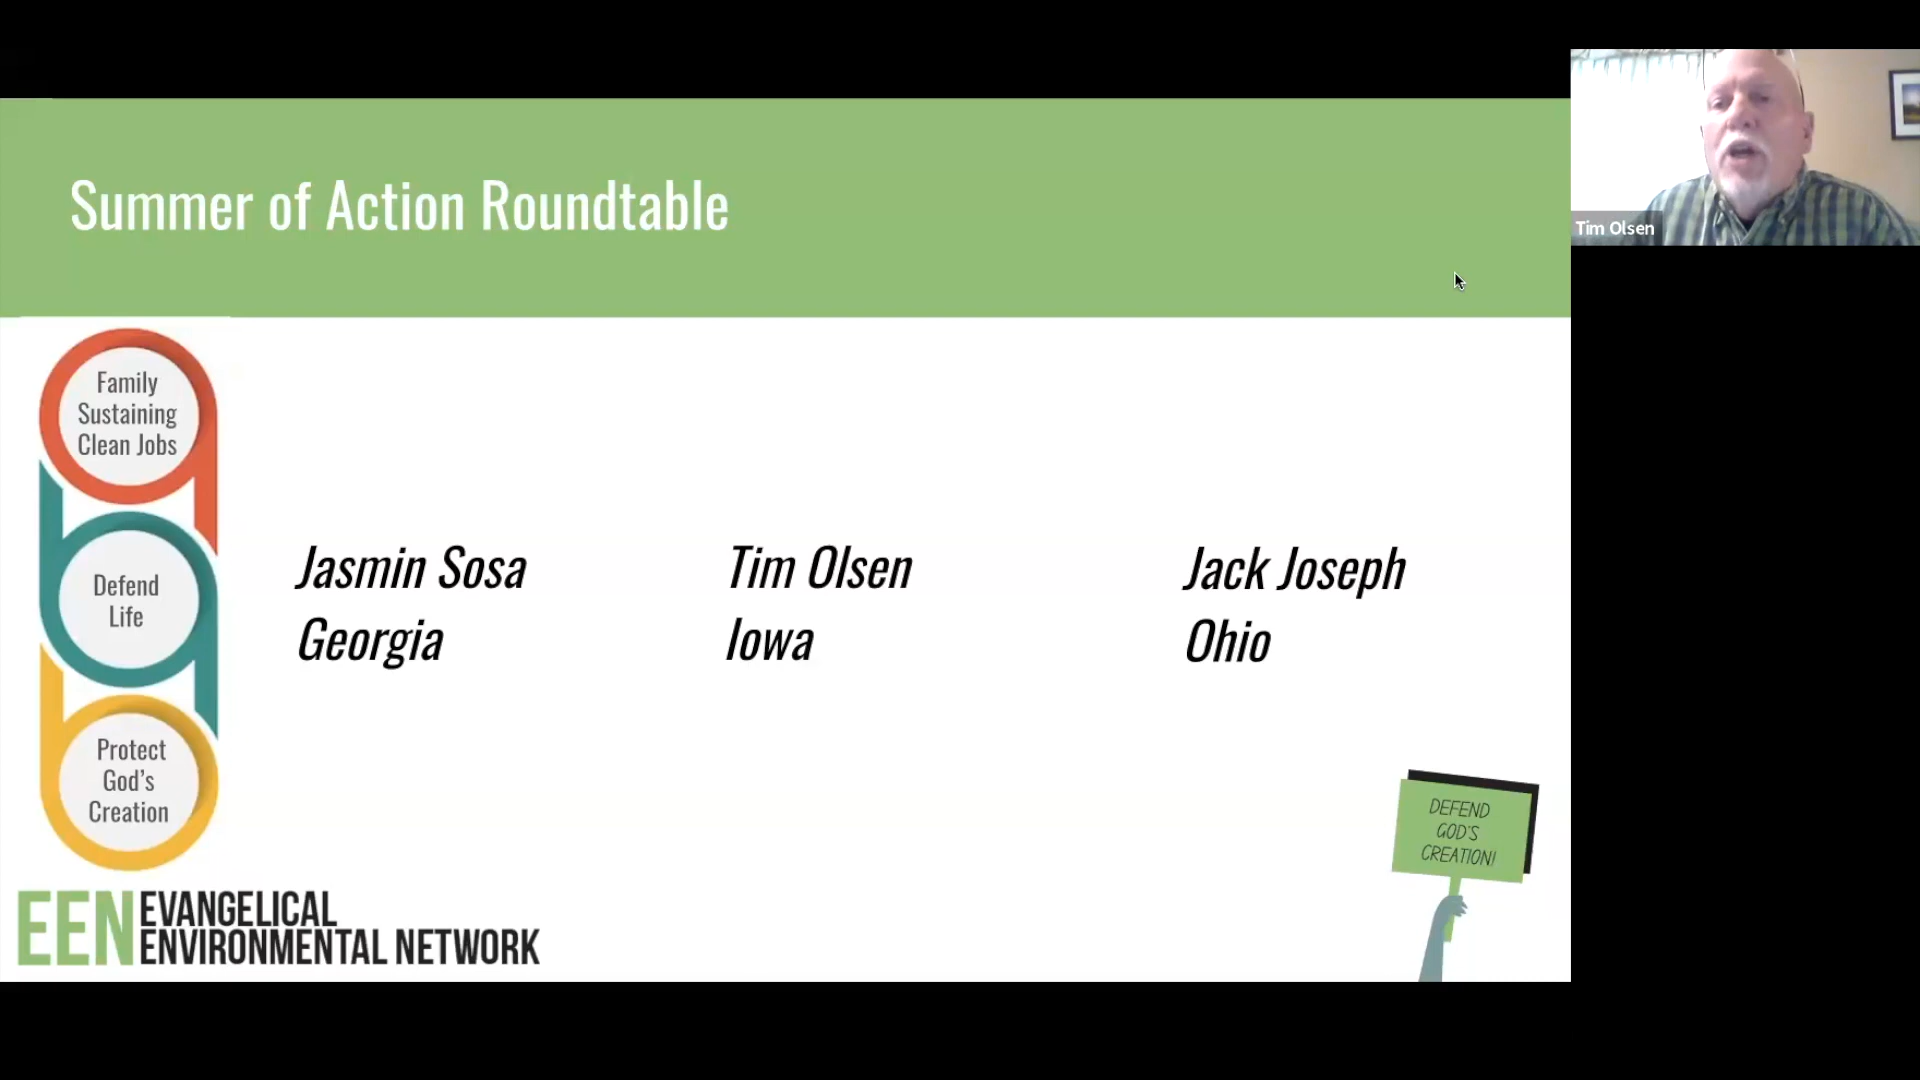 Summer of Action Roundtable
Tim Olsen
Family
Sustaining
Clean Jobs
Defend
Life
Protect
God's
Creation
Jasmin Sosa
Georgia
Tim Olsen
Iowa
Jack Joseph
Ohio
DEFEND
GOD'S
CREATION!
EEN EVANGELICAL
ENVIRONMENTAL NETWORK